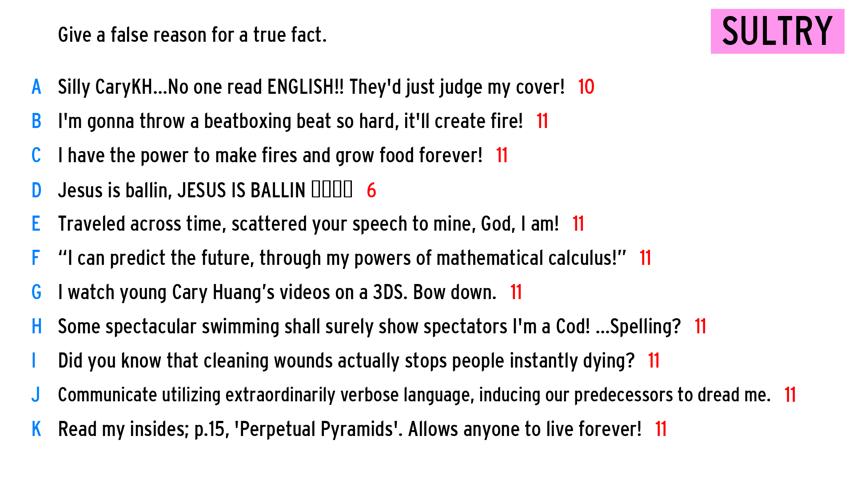 Give a false reason for a true fact.
SULTRY
A Silly CaryKH...No one read ENGLISH!! They'd just judge my cover! 10
B I'm gonna throw a beatboxing beat so hard, it'll create fire! 11
C I have the power to make fires and grow food forever! 11
D Jesus is ballin, JESUS IS BALLIN 6
E Traveled across time, scattered your speech to mine, God, I am! 11
F “I can predict the future, through my powers of mathematical calculus!” 11
G I watch young Cary Huang’s videos on a 3DS. Bow down. 11
H Some spectacular swimming shall surely show spectators I'm a Cod! ...Spelling? 11
I Did you know that cleaning wounds actually stops people instantly dying? 11
J Communicate utilizing extraordinarily verbose language, inducing our predecessors to dread me. 11
K Read my insides; p.15, 'Perpetual Pyramids'. Allows anyone to live forever! 11